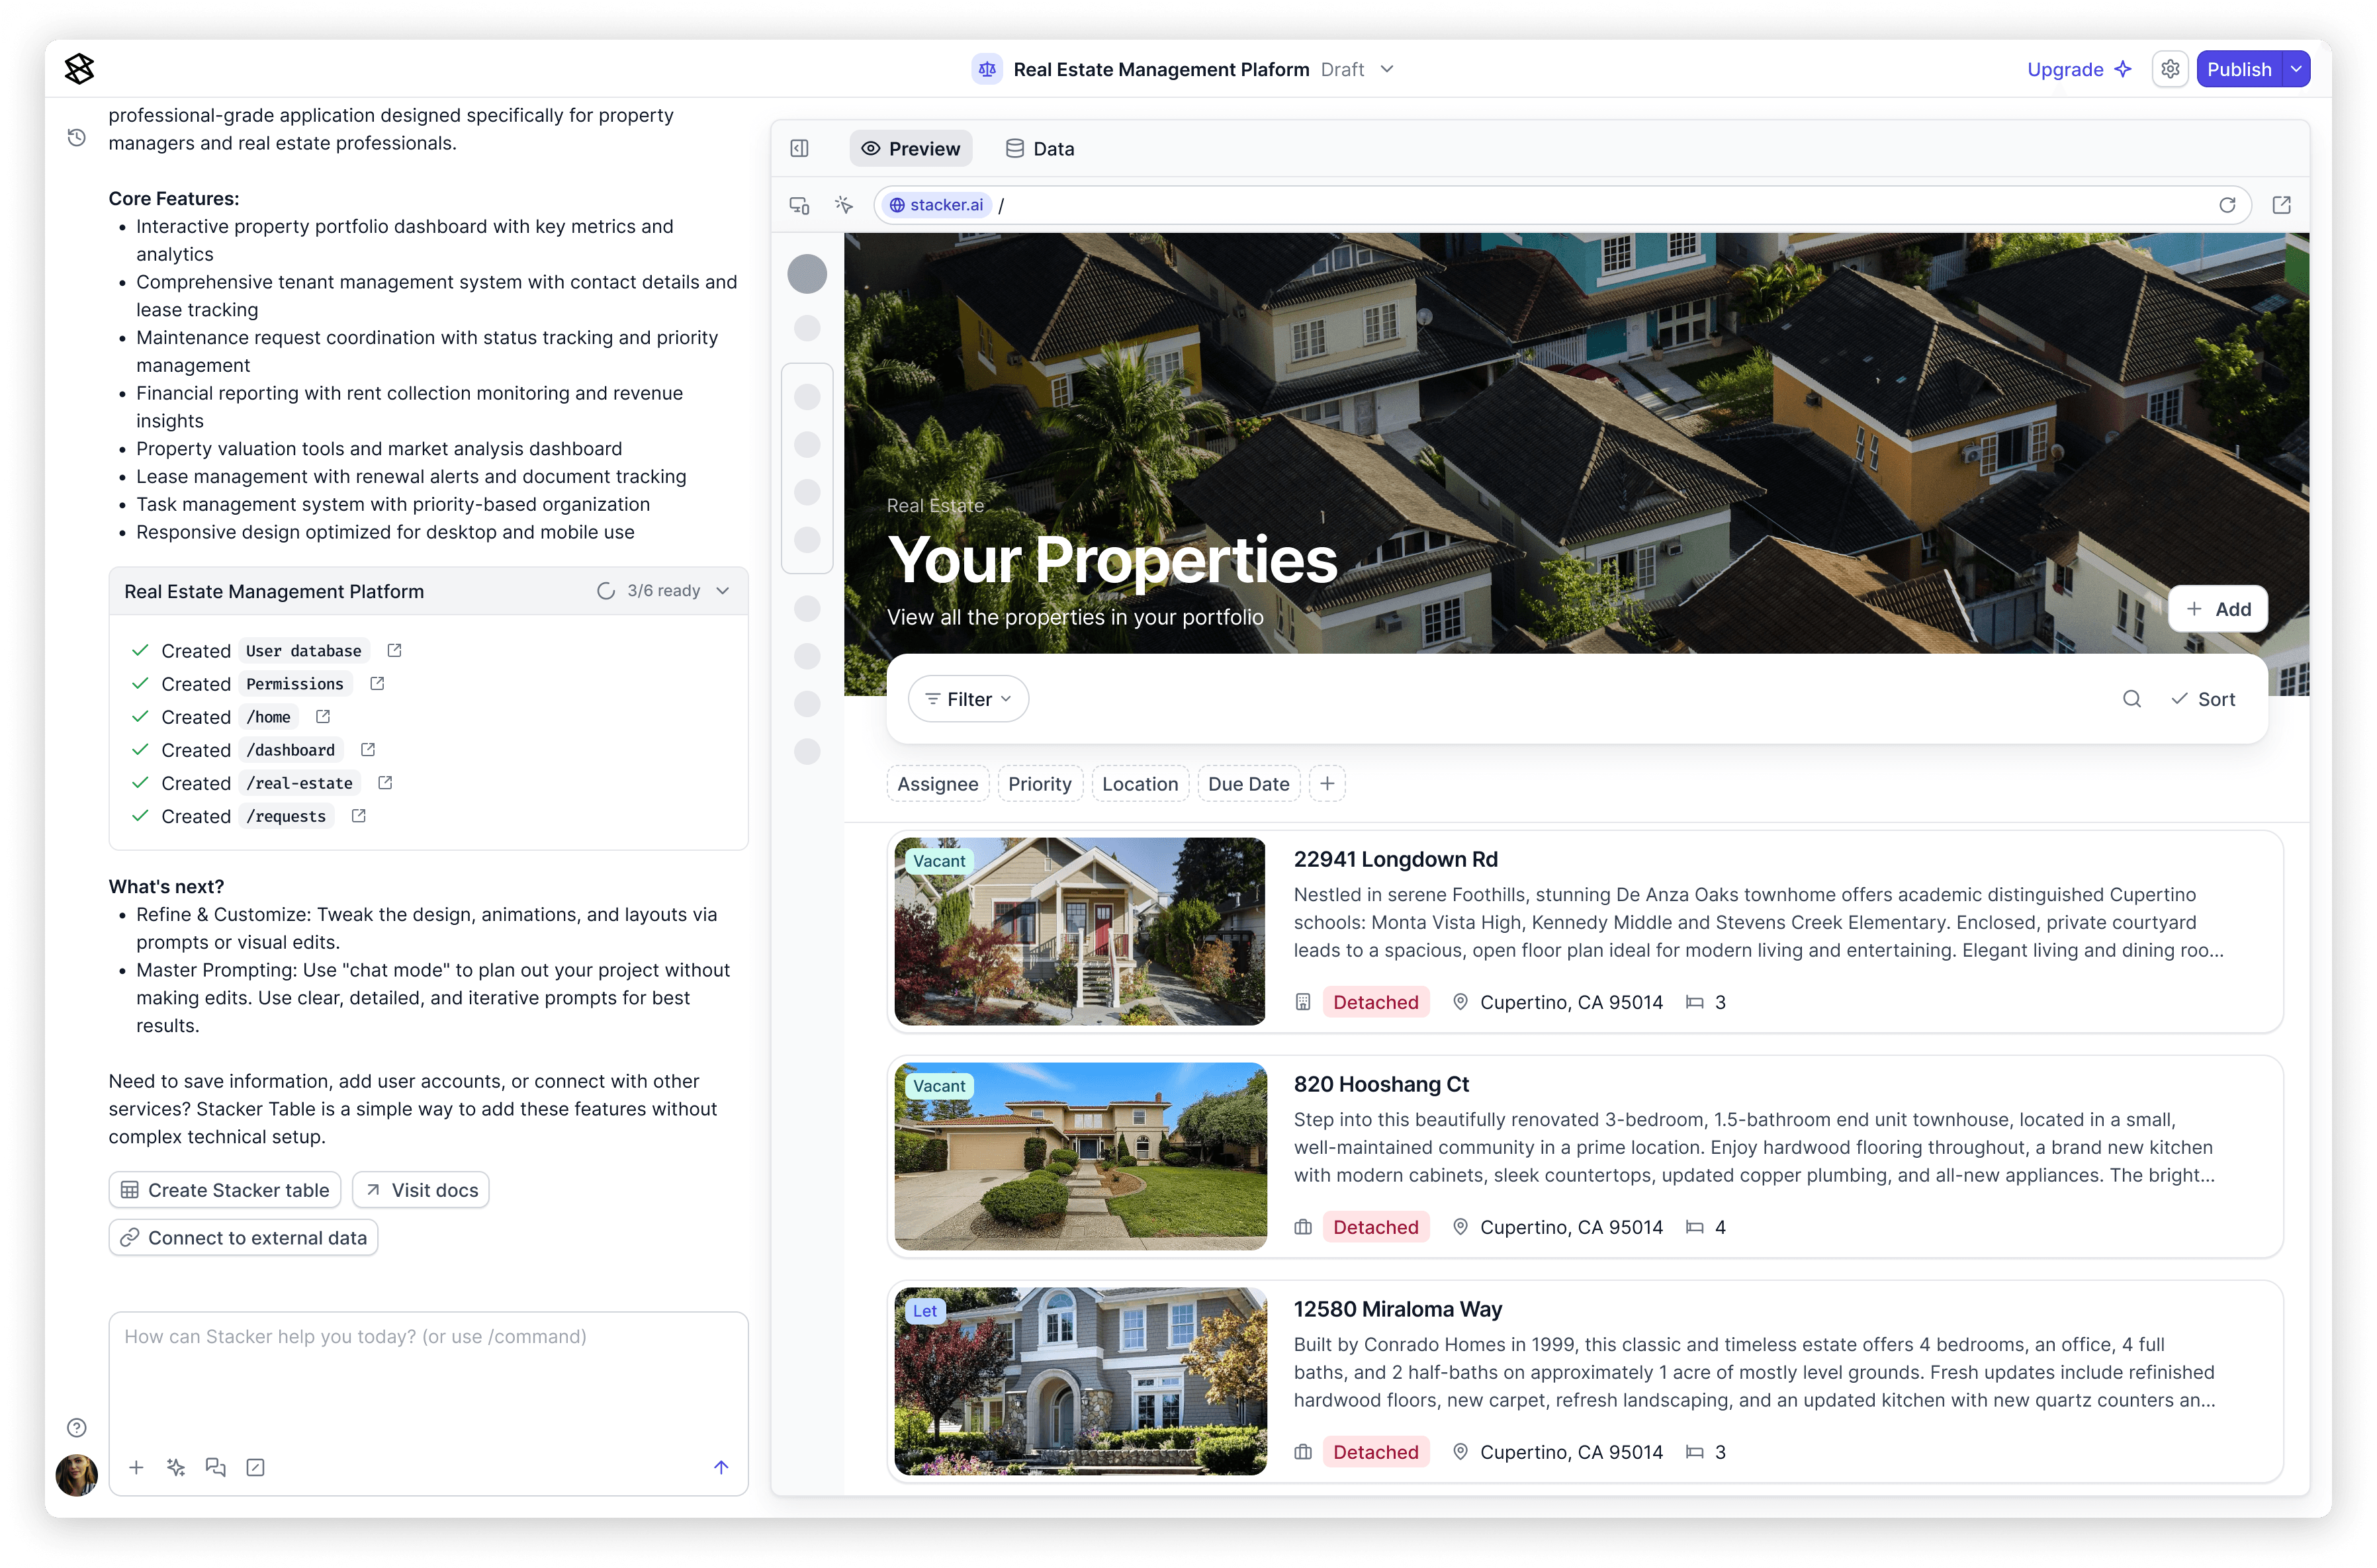 Real Estate Management Plaform Draft
Upgrade
Publish
professional-grade application designed specifically for property
managers and real estate professionals.
Core Features:
Interactive property portfolio dashboard with key metrics and
analytics
Comprehensive tenant management system with contact details and
lease tracking
Maintenance request coordination with status tracking and priority
management
Financial reporting with rent collection monitoring and revenue
insights
Property valuation tools and market analysis dashboard
Lease management with renewal alerts and document tracking
Task management system with priority-based organization
Responsive design optimized for desktop and mobile use
Real Estate Management Platform 3/6 ready
Created User database
Created Permissions
Created /home
Created /dashboard
Created /real-estate
Created /requests
What's next?
Refine & Customize: Tweak the design, animations, and layouts via
prompts or visual edits.
Master Prompting: Use "chat mode" to plan out your project without
making edits. Use clear, detailed, and iterative prompts for best
results.
Need to save information, add user accounts, or connect with other
services? Stacker Table is a simple way to add these features without
complex technical setup.
Create Stacker table
Visit docs
Connect to external data
How can Stacker help you today? (or use /command)
Preview
Data
stacker.ai /
Real Estate
Your Properties
View all the properties in your portfolio
Add
Filter
Sort
Assignee
Priority
Location
Due Date
Vacant
22941 Longdown Rd
Nestled in serene Foothills, stunning De Anza Oaks townhome offers academic distinguished Cupertino
schools: Monta Vista High, Kennedy Middle and Stevens Creek Elementary. Enclosed, private courtyard
leads to a spacious, open floor plan ideal for modern living and entertaining. Elegant living and dining roo...
Detached Cupertino, CA 95014 3
Vacant
820 Hooshang Ct
Step into this beautifully renovated 3-bedroom, 1.5-bathroom end unit townhouse, located in a small,
well-maintained community in a prime location. Enjoy hardwood flooring throughout, a brand new kitchen
with modern cabinets, sleek countertops, updated copper plumbing, and all-new appliances. The bright...
Detached Cupertino, CA 95014 4
Let
12580 Miraloma Way
Built by Conrado Homes in 1999, this classic and timeless estate offers 4 bedrooms, an office, 4 full
baths, and 2 half-baths on approximately 1 acre of mostly level grounds. Fresh updates include refinished
hardwood floors, new carpet, refresh landscaping, and an updated kitchen with new quartz counters an...
Detached Cupertino, CA 95014 3